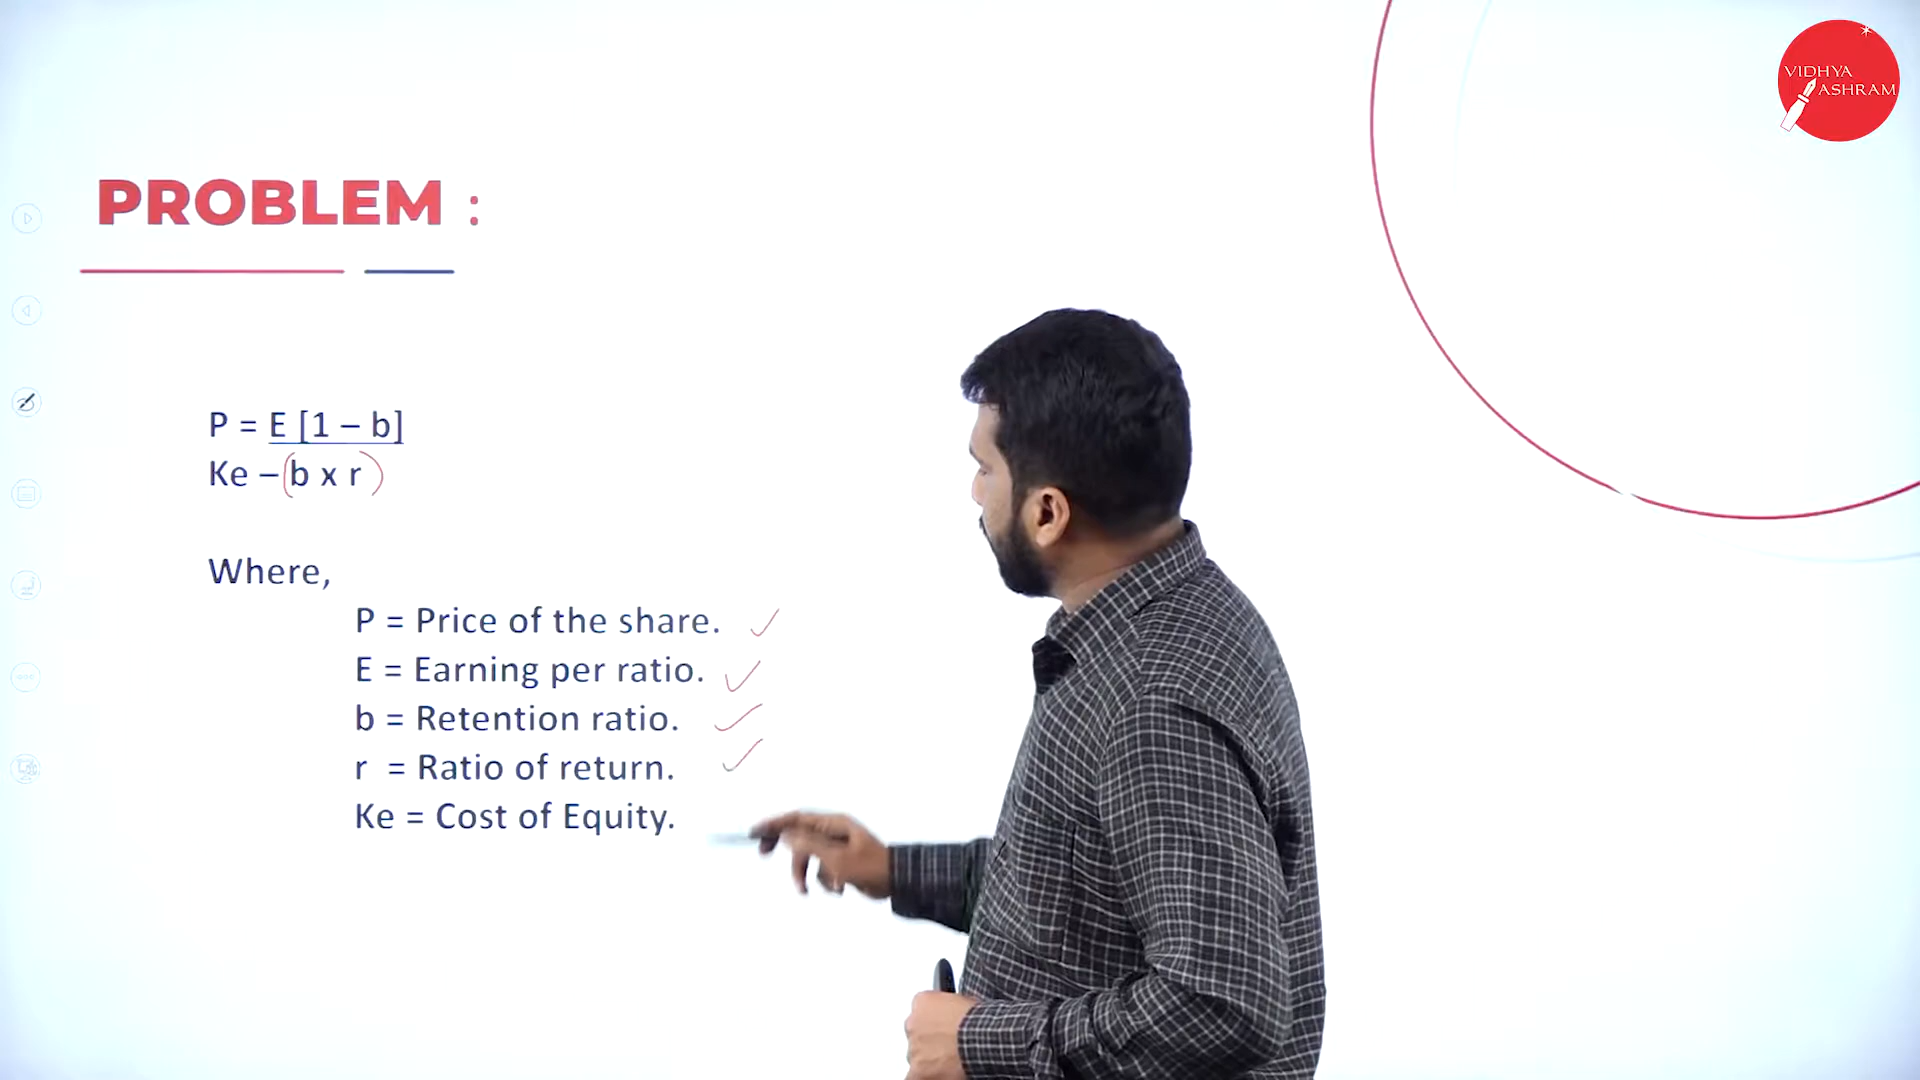 VIDHYA
ASHRAM
PROBLEM :
P = E [1 – b]
Ke – (b x r )
Where,
P = Price of the share.
E = Earning per ratio.
b = Retention ratio.
r = Ratio of return.
Ke = Cost of Equity.